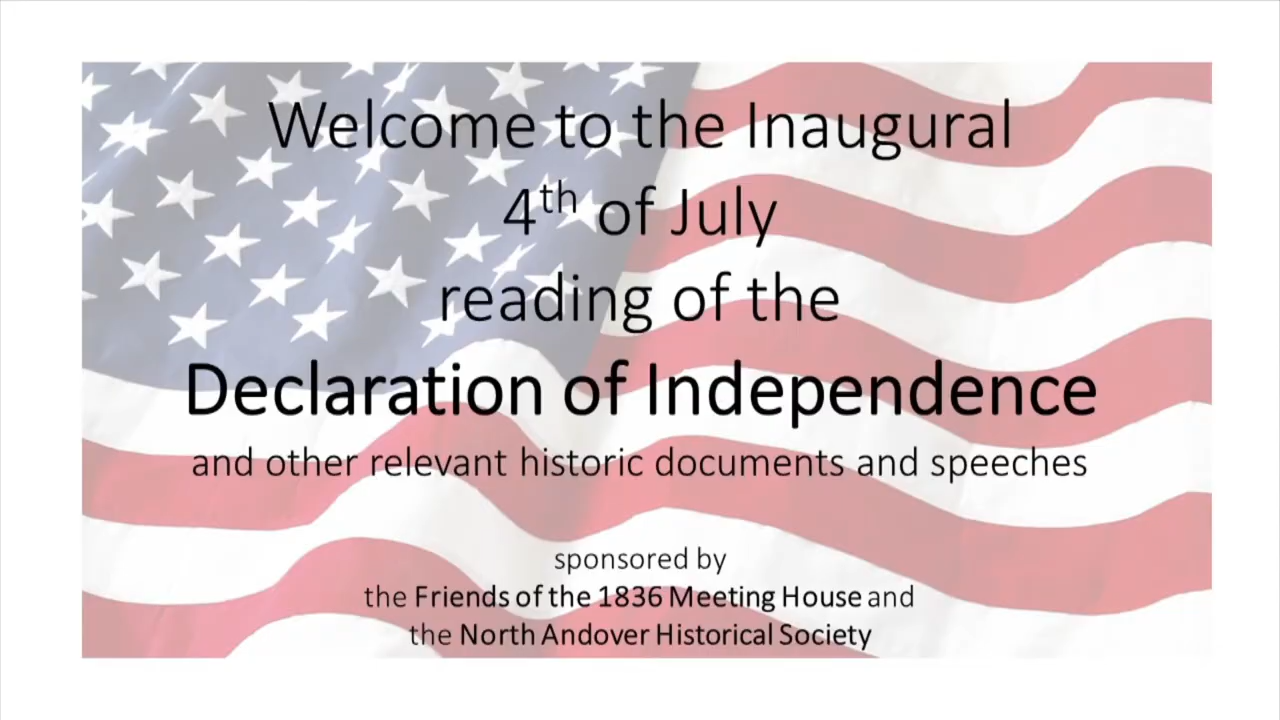 Welcome to the Inaugural
4th of July
reading of the
Declaration of Independence
and other relevant historic documents and speeches
sponsored by
the Friends of the 1836 Meeting House and
the North Andover Historical Society